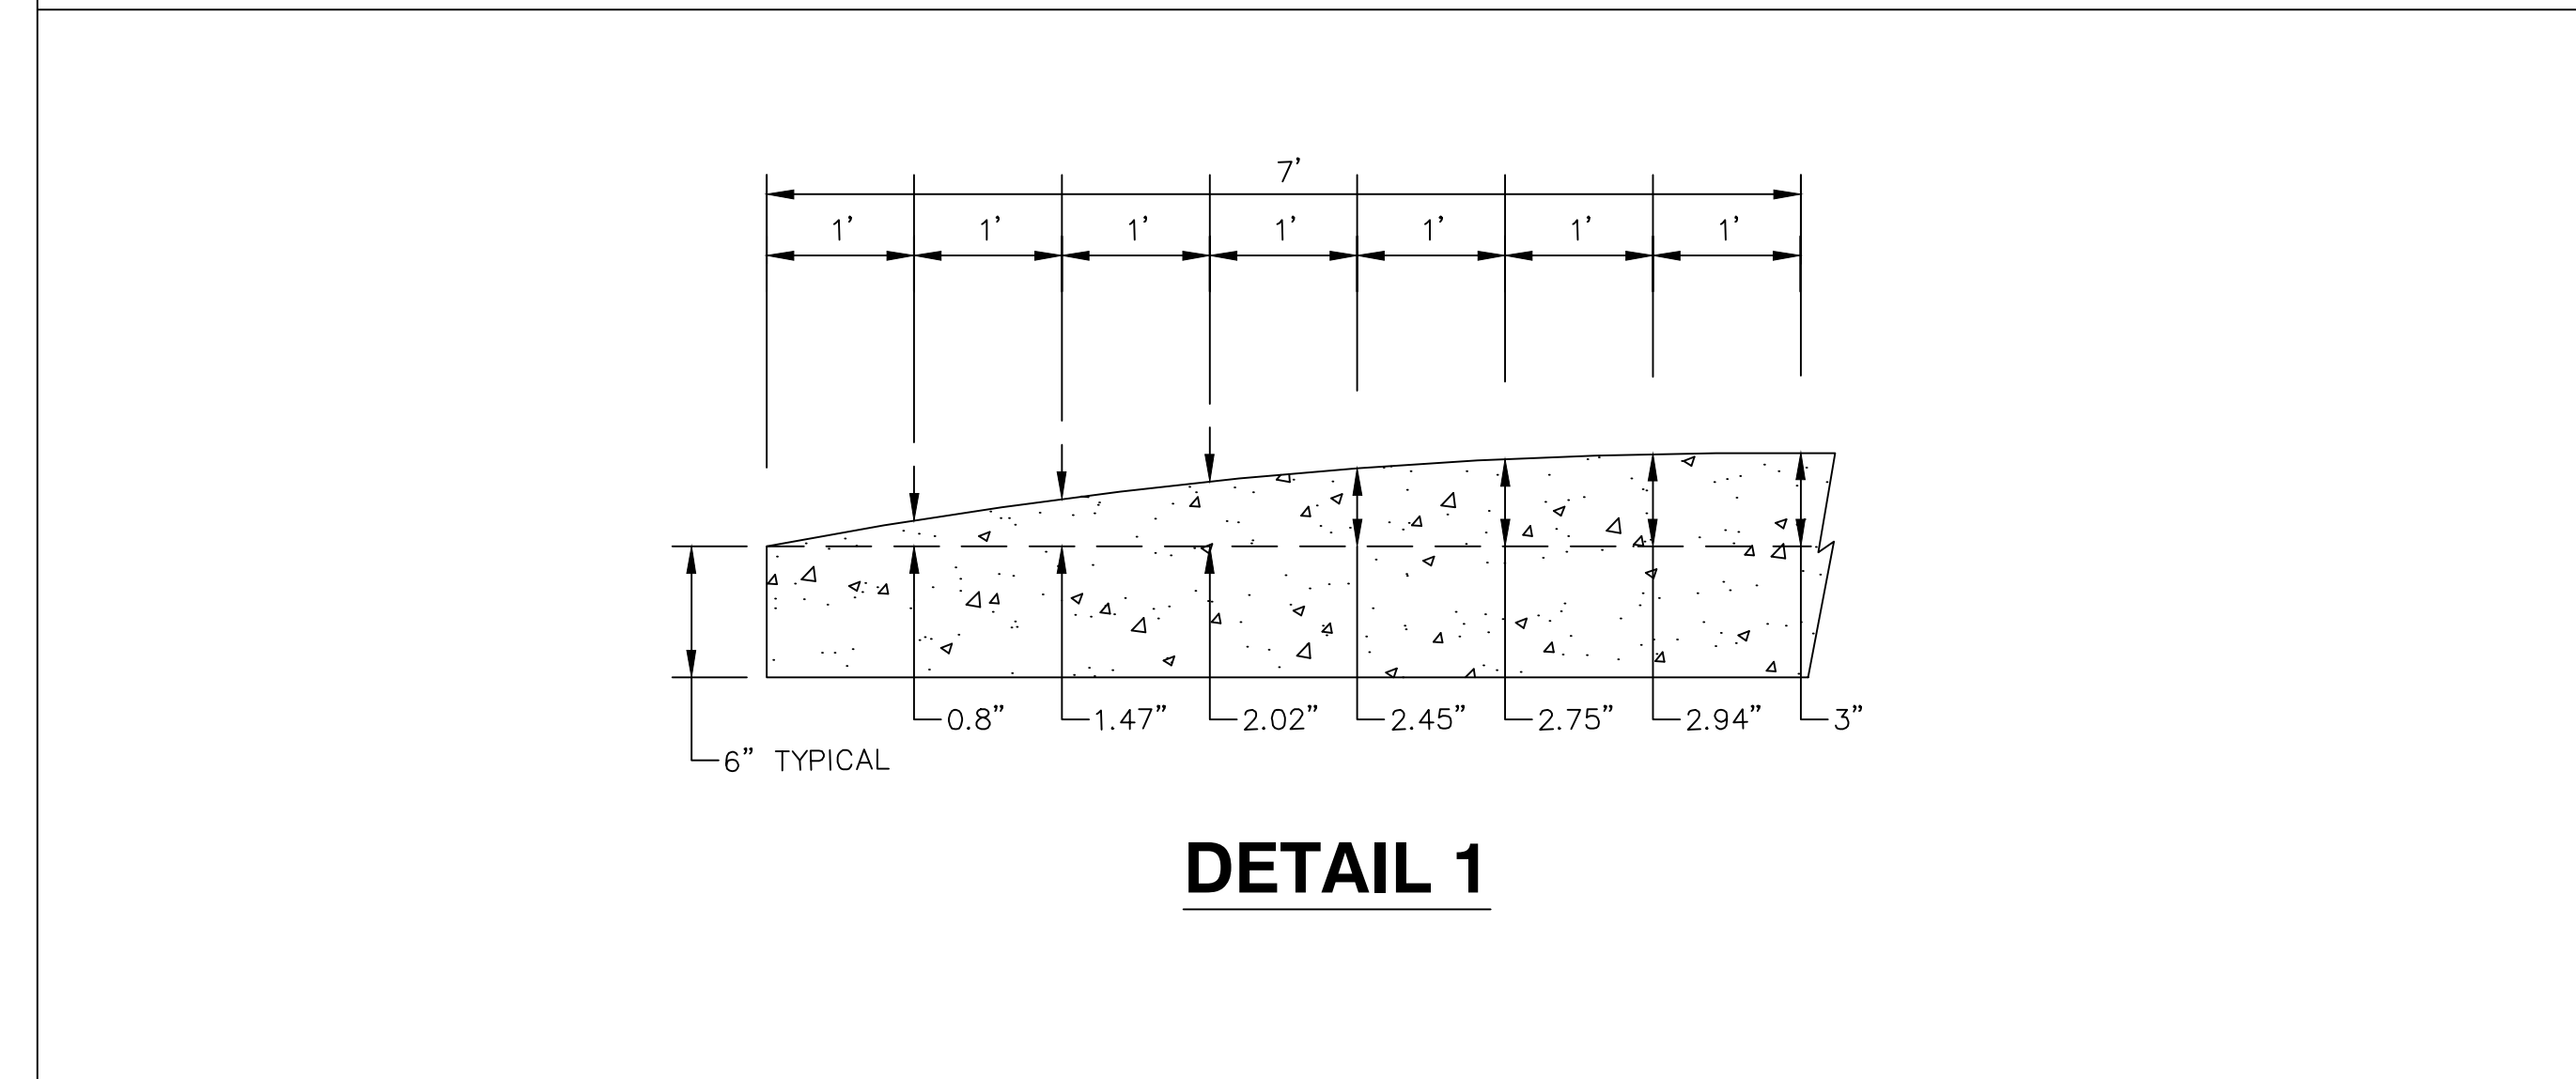 7’
1’ 1’ 1’ 1’ 1’ 1’ 1’
0.8” 1.47” 2.02” 2.45” 2.75” 2.94” 3”
6” TYPICAL
DETAIL 1